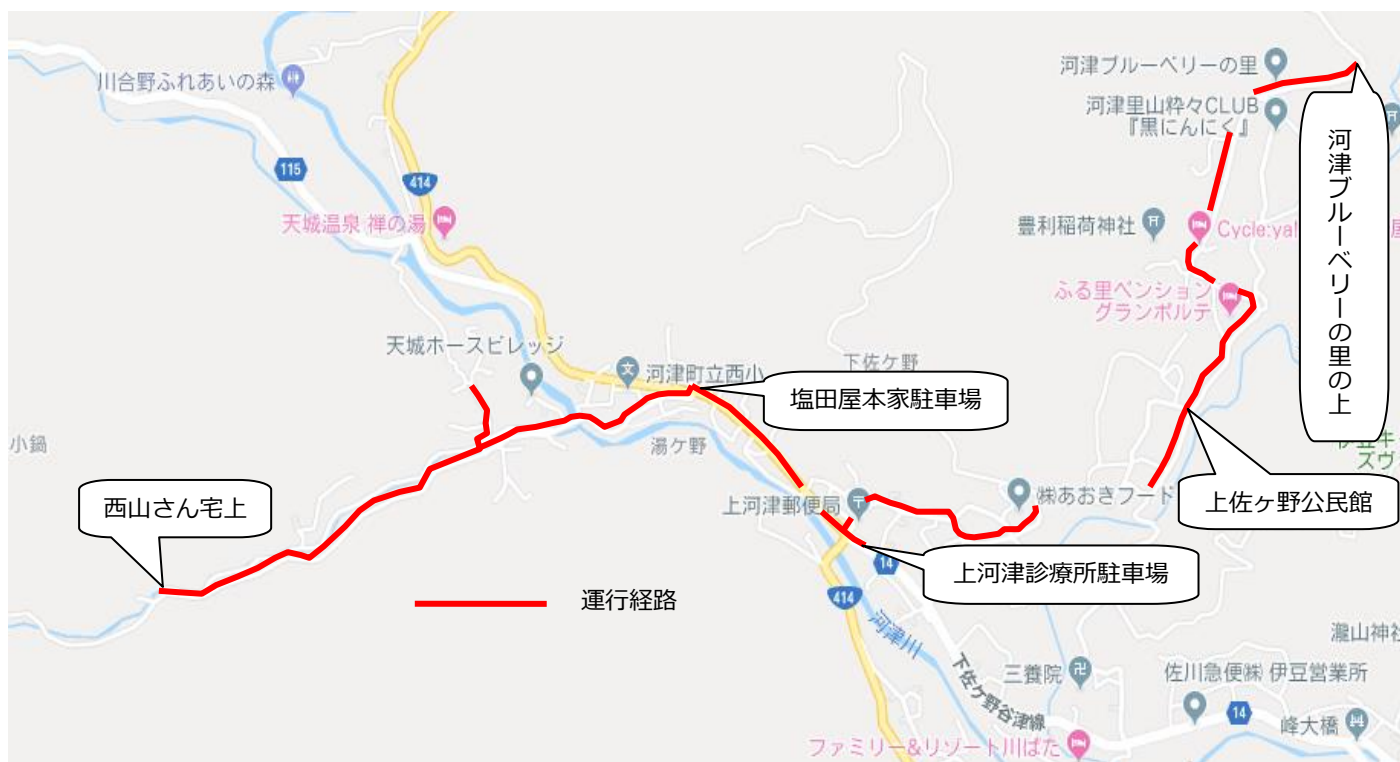 川合野ふれあいの森
115
414
天城温泉 禅の湯
天城ホースビレッジ
河津町立西小
下佐ケ野
塩田屋本家駐車場
小鍋
湯ケ野
西山さん宅上
上河津郵便局
㈱あおきフード
上河津診療所駐車場
14
414
運行経路
河津川
下佐ケ野谷津線
三養院
ファミリー&リゾート川ばた
佐川急便㈱ 伊豆営業所
14
峰大橋
瀧山神社
河津ブルーベリーの里
河津里山粋々CLUB
『黒にんにく』
豊利稲荷神社
Cycle:ya!
ふる里ペンション
グランポルテ
河津ブルーベリーの里の上
上佐ヶ野公民館
ズヴ